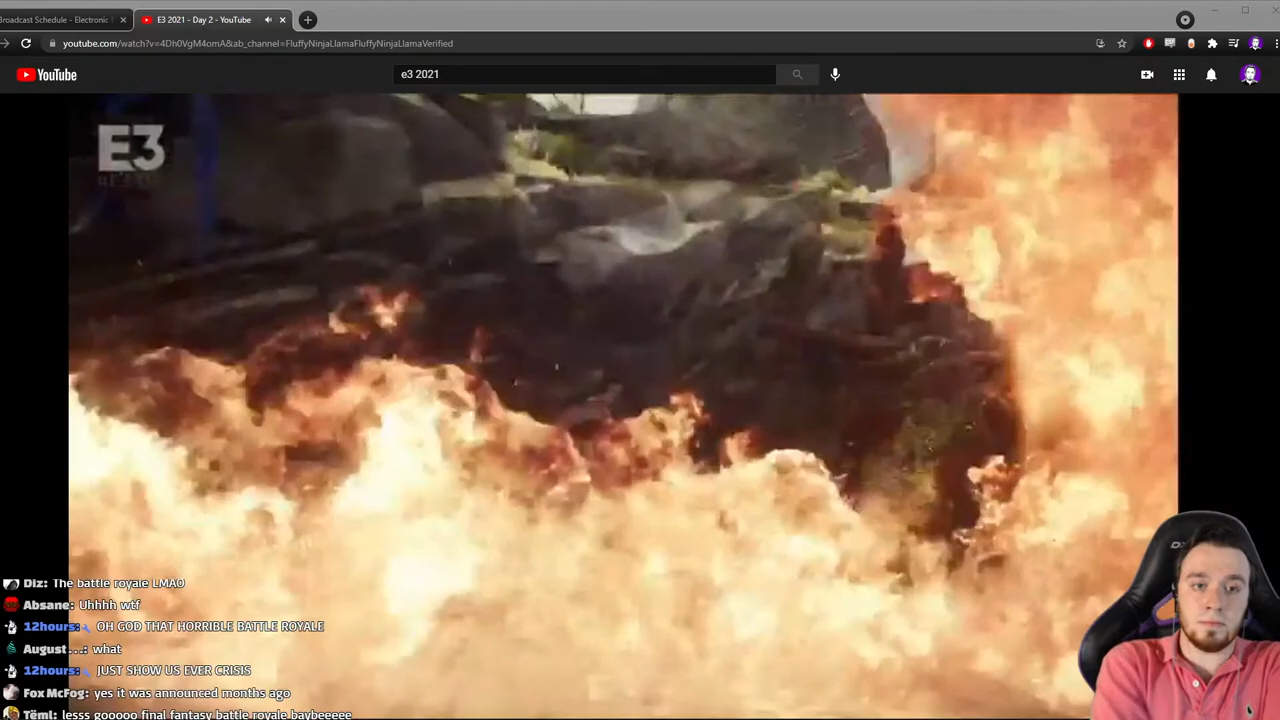 Broadcast Schedule - Electronic E
E3 2021 - Day 2 - YouTube
youtube.com/watch?v=4Dh0VgM4omA&ab_channel=FluffyNinjaLlamaFluffyNinjaLlamaVerified
YouTube
e3 2021
E3
Diz: The battle royale LMAO
Absane: Uhhhh wtf
12hours: OH GOD THAT HORRIBLE BATTLE ROYALE
August...: what
12hours: JUST SHOW US EVER CRISIS
Fox McFog: yes it was announced months ago
Tëml: lesss gooooo final fantasy battle royale baybeeeee